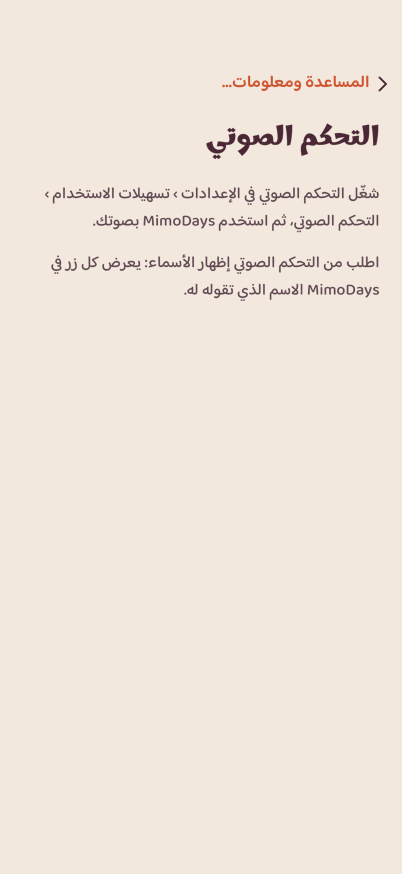 المساعدة ومعلومات...
التحكم الصوتي
شغّل التحكم الصوتي في الإعدادات › تسهيلات الاستخدام ›
التحكم الصوتي، ثم استخدم MimoDays بصوتك.
اطلب من التحكم الصوتي إظهار الأسماء: يعرض كل زر في
MimoDays الاسم الذي تقوله له.